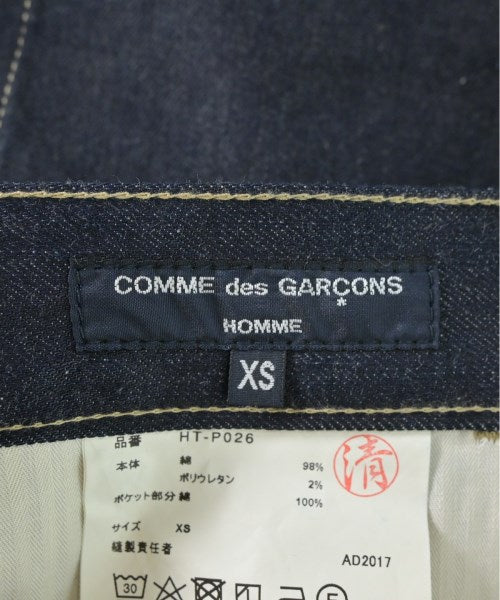 COMME des GARÇONS
*
HOMME
XS
品番 HT-P026
本体 綿 98%
ポリウレタン 2%
ポケット部分 綿 100%
サイズ XS
縫製責任者
清
AD2017
30